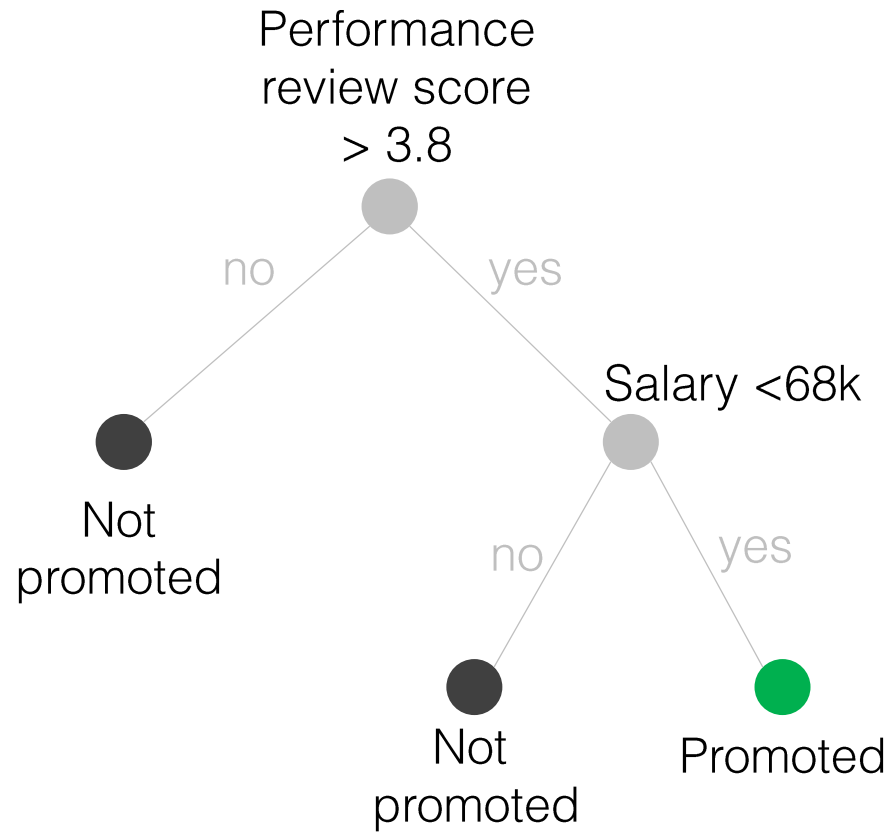 Performance
review score
> 3.8
no
yes
Salary <68k
Not
promoted
no
yes
Not
promoted
Promoted